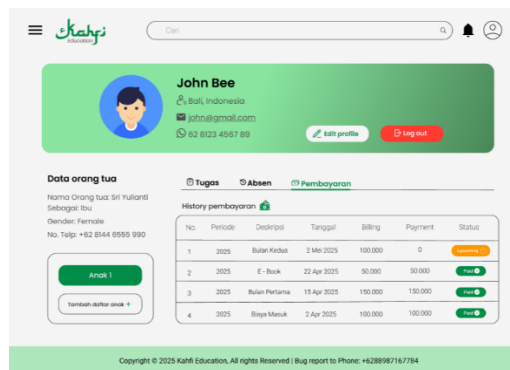 Kahfi
Education
Cari
John Bee
Bali, Indonesia
john@gmail.com
62 8123 4567 89
Edit profile
Log out
Data orang tua
Nama Orang tua: Sri Yulianti
Sebagai: Ibu
Gender: Female
No. Telp: +62 8144 6555 990
Anak 1
Tambah daftar anak +
Tugas Absen Pembayaran
History pembayaran
No. Periode Deskripsi Tanggal Billing Payment Status
1 2025 Bulan Kedua 2 Mei 2025 100.000 0 Upcoming
2 2025 E - Book 22 Apr 2025 50.000 50.000 Paid
3 2025 Bulan Pertama 15 Apr 2025 150.000 150.000 Paid
4 2025 Biaya Masuk 2 Apr 2025 100.000 100.000 Paid
Copyright © 2025 Kahfi Education, All rights Reserved | Bug report to Phone: +6288987167784